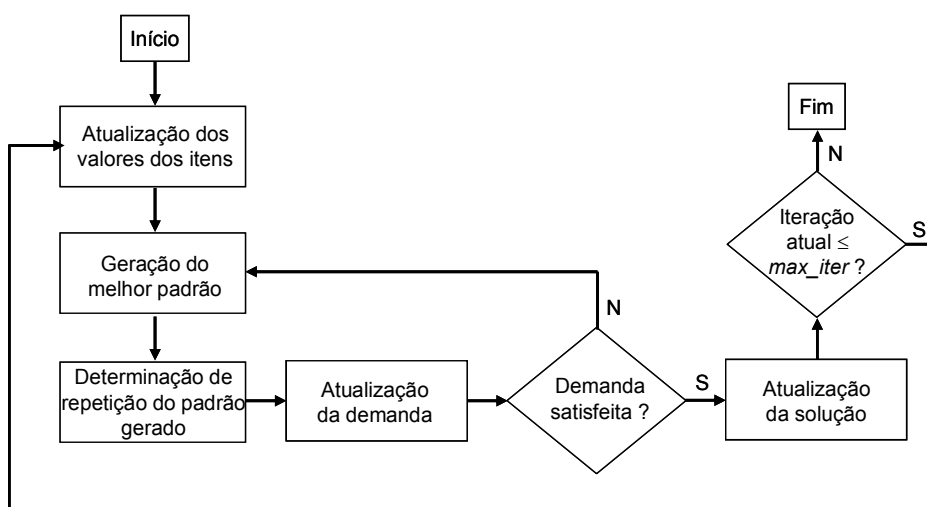 Início
Atualização dos
valores dos itens
Geração do
melhor padrão
Determinação de
repetição do padrão
gerado
Atualização
da demanda
Demanda
satisfeita ?
N
S
Atualização
da solução
Iteração
atual ≤
max_iter ?
S
N
Fim